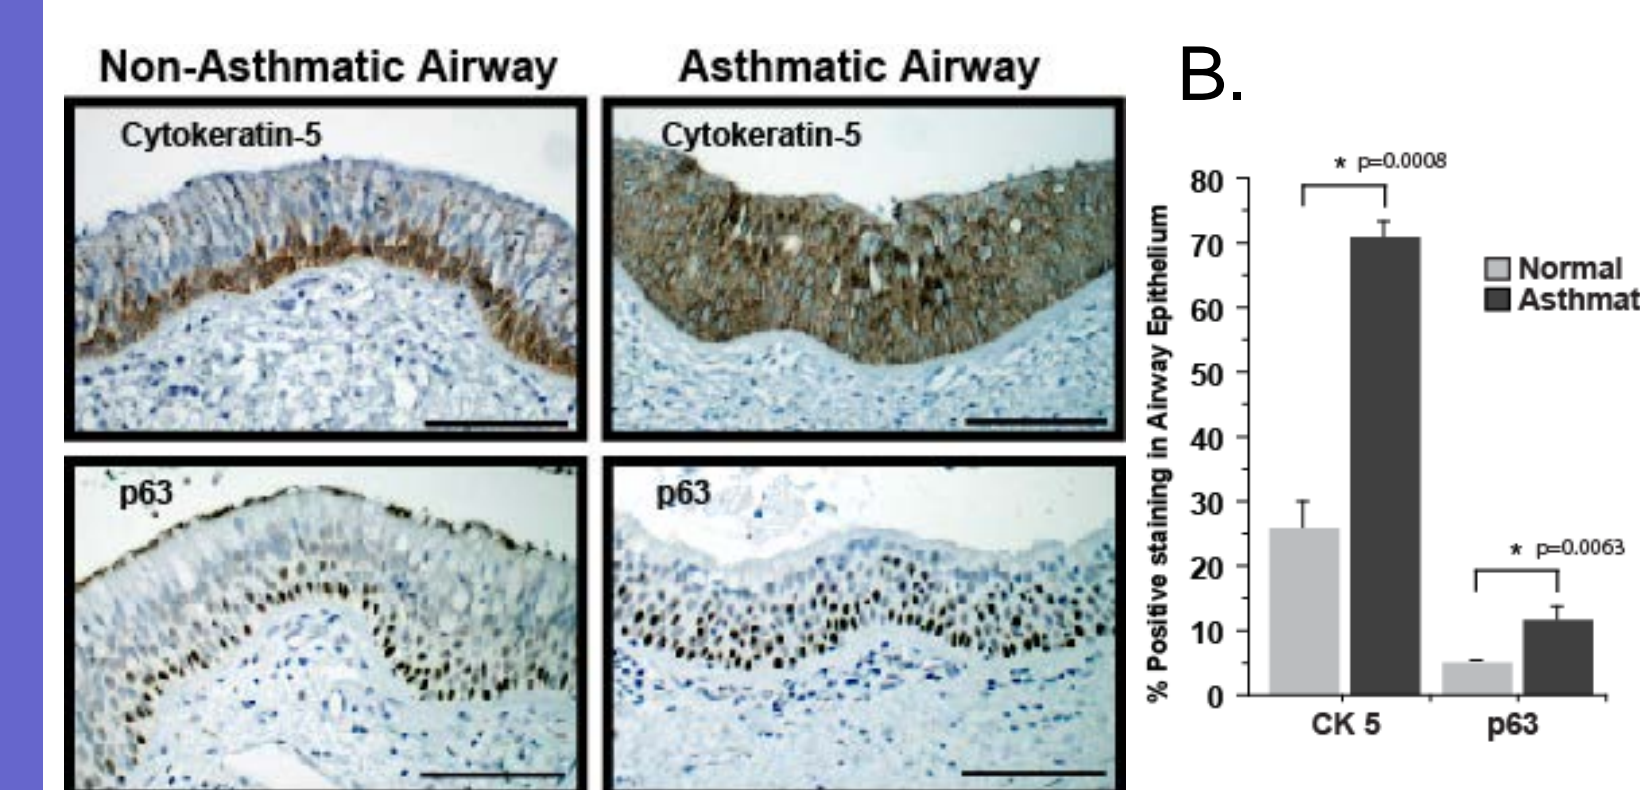 Non-Asthmatic Airway
Asthmatic Airway
Cytokeratin-5
Cytokeratin-5
p63
p63
B.
* p=0.0008
80
70
60
50
40
30
20
10
0
% Positive staining in Airway Epithelium
Normal
Asthmat
* p=0.0063
CK 5
p63